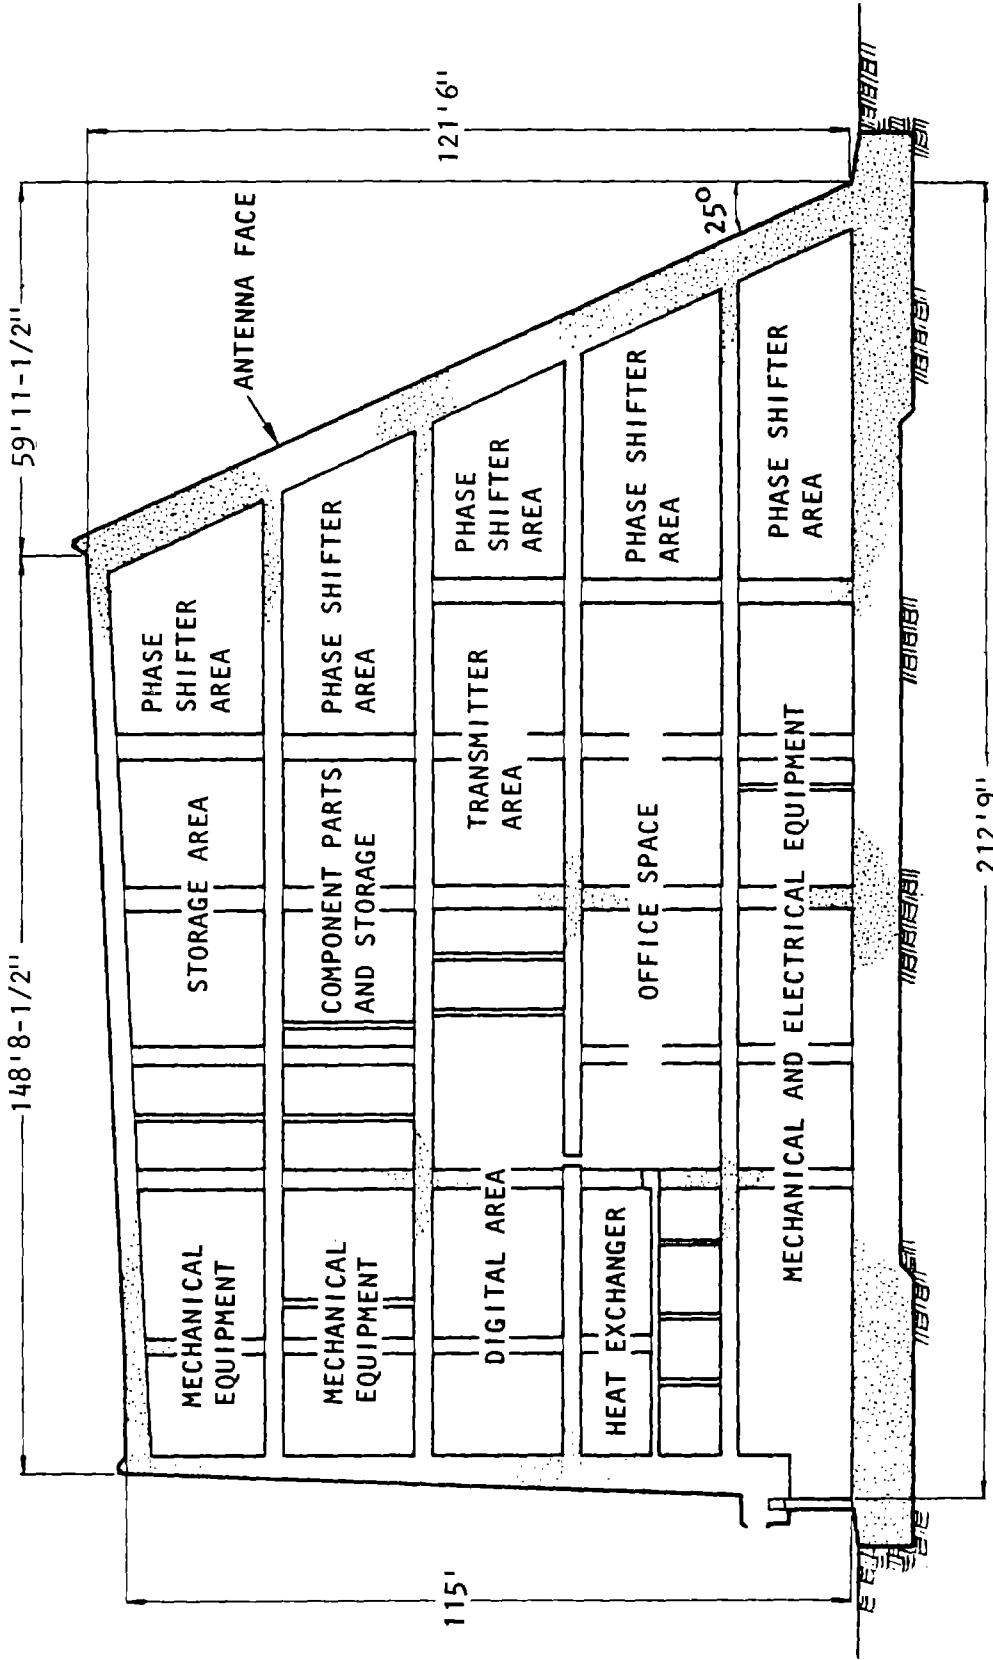 148'8-1/2"
59'11-1/2"
ANTENNA FACE
121'6"
25°
115'
MECHANICAL
EQUIPMENT
STORAGE AREA
PHASE
SHIFTER
AREA
MECHANICAL
EQUIPMENT
COMPONENT PARTS
AND STORAGE
PHASE SHIFTER
AREA
DIGITAL AREA
TRANSMITTER
AREA
PHASE
SHIFTER
AREA
HEAT EXCHANGER
OFFICE SPACE
PHASE SHIFTER
AREA
MECHANICAL AND ELECTRICAL EQUIPMENT
PHASE SHIFTER
AREA
212'9"